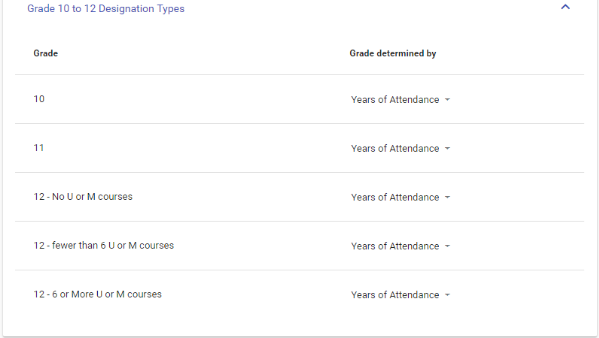 Grade 10 to 12 Designation Types
Grade Grade determined by
10 Years of Attendance
11 Years of Attendance
12 - No U or M courses Years of Attendance
12 - fewer than 6 U or M courses Years of Attendance
12 - 6 or More U or M courses Years of Attendance